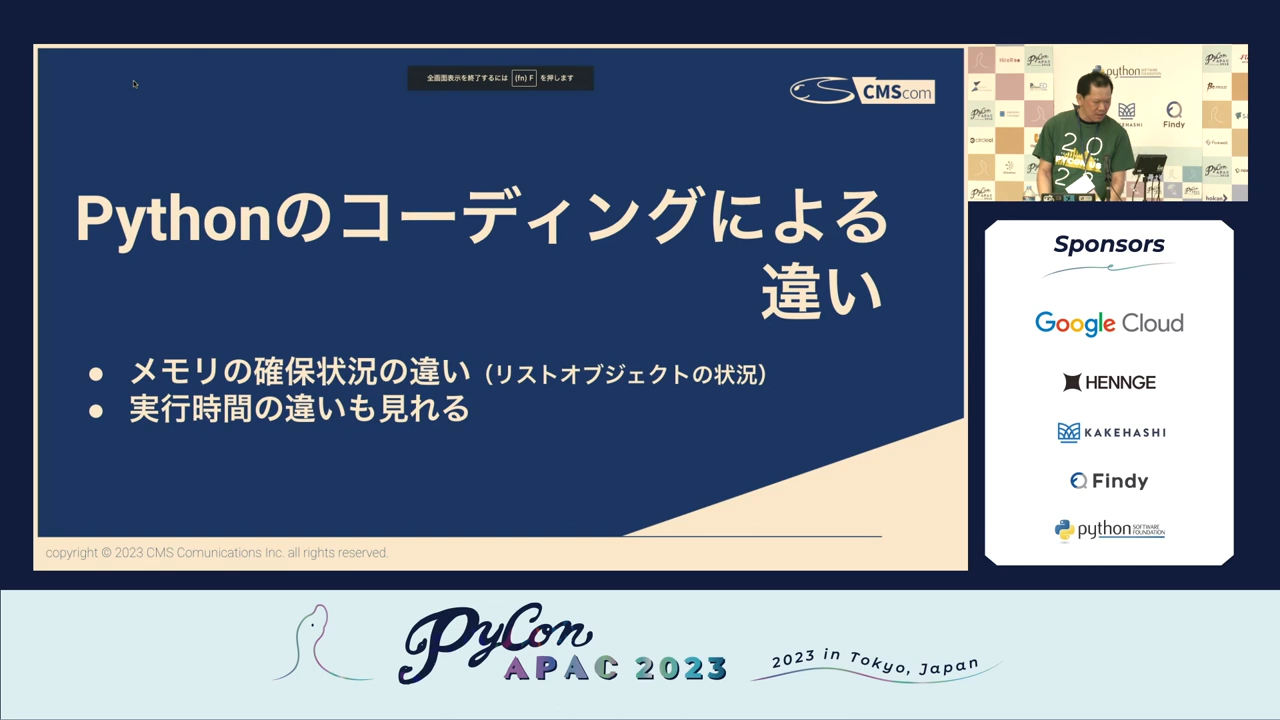 全画面表示を終了するには (fn) F を押します
CMScom
Pythonのコーディングによる
違い
● メモリの確保状況の違い（リストオブジェクトの状況）
● 実行時間の違いも見れる
copyright © 2023 CMS Comunications Inc. all rights reserved.
python
SOFTWARE FOUNDATION
KAKEHASHI
Findy
Sponsors
Google Cloud
HENNGE
KAKEHASHI
Findy
python
SOFTWARE
FOUNDATION
PyCon
APAC 2023
2023 in Tokyo, Japan